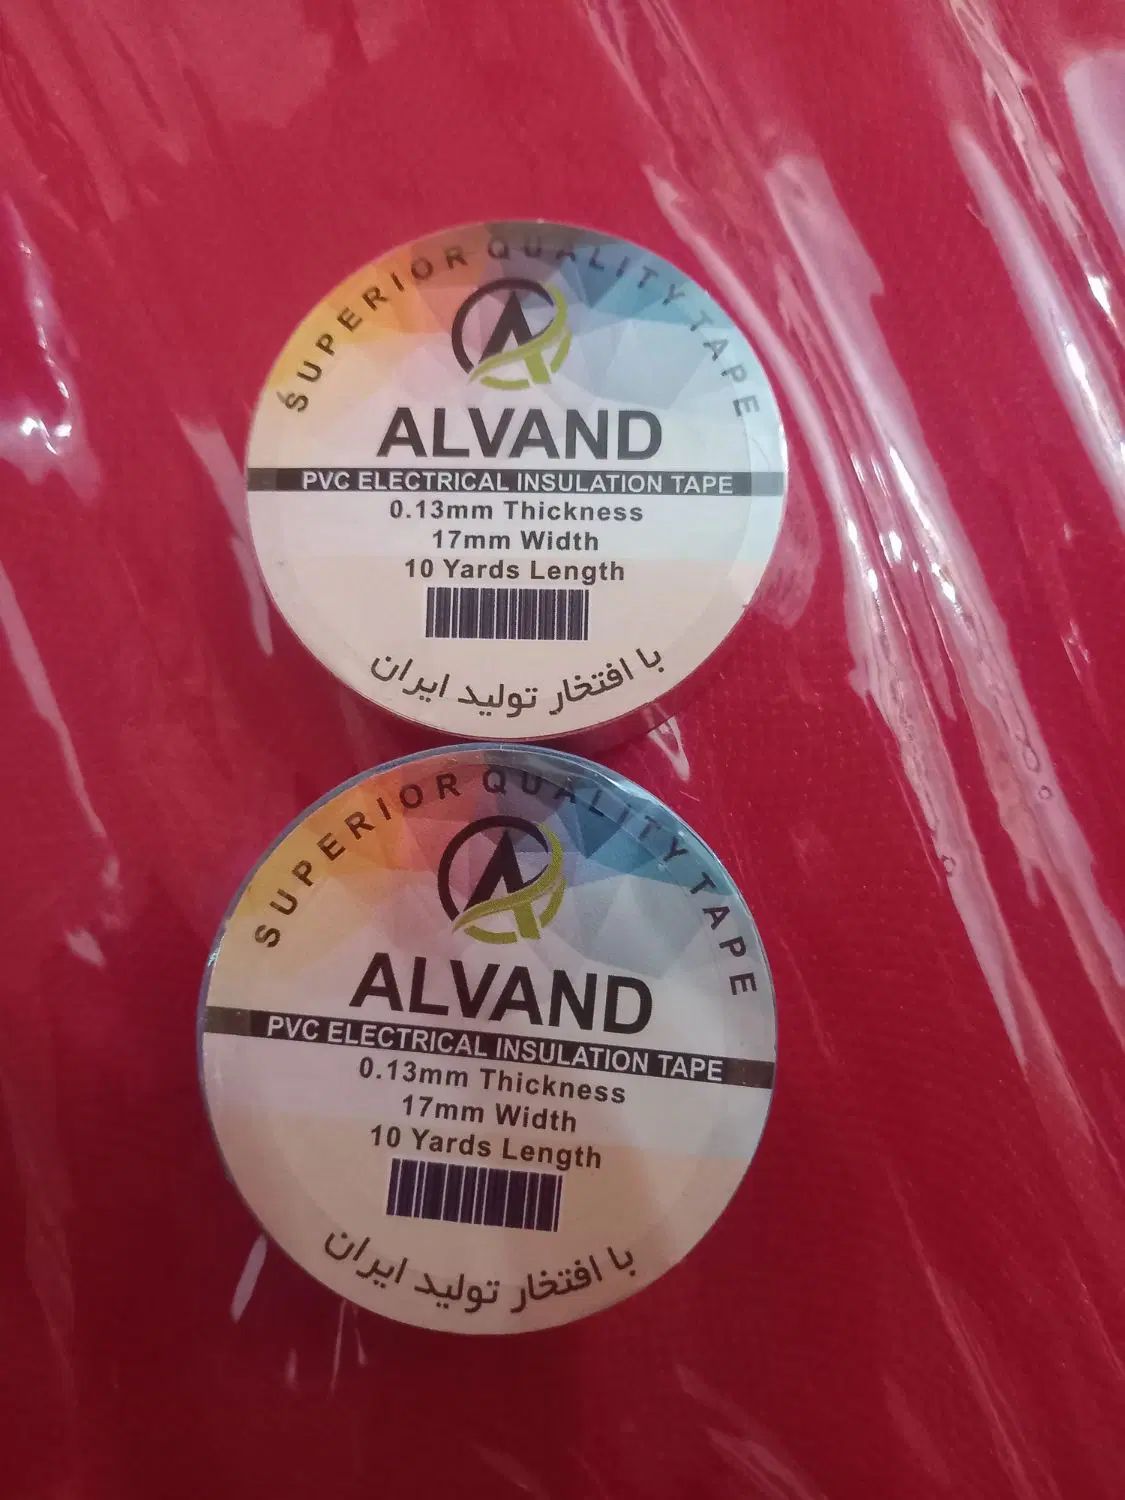 SUPERIOR QUALITY TAPE
ALVAND
PVC ELECTRICAL INSULATION TAPE
0.13mm Thickness
17mm Width
10 Yards Length
با افتخار تولید ایران
SUPERIOR QUALITY TAPE
ALVAND
PVC ELECTRICAL INSULATION TAPE
0.13mm Thickness
17mm Width
10 Yards Length
با افتخار تولید ایران